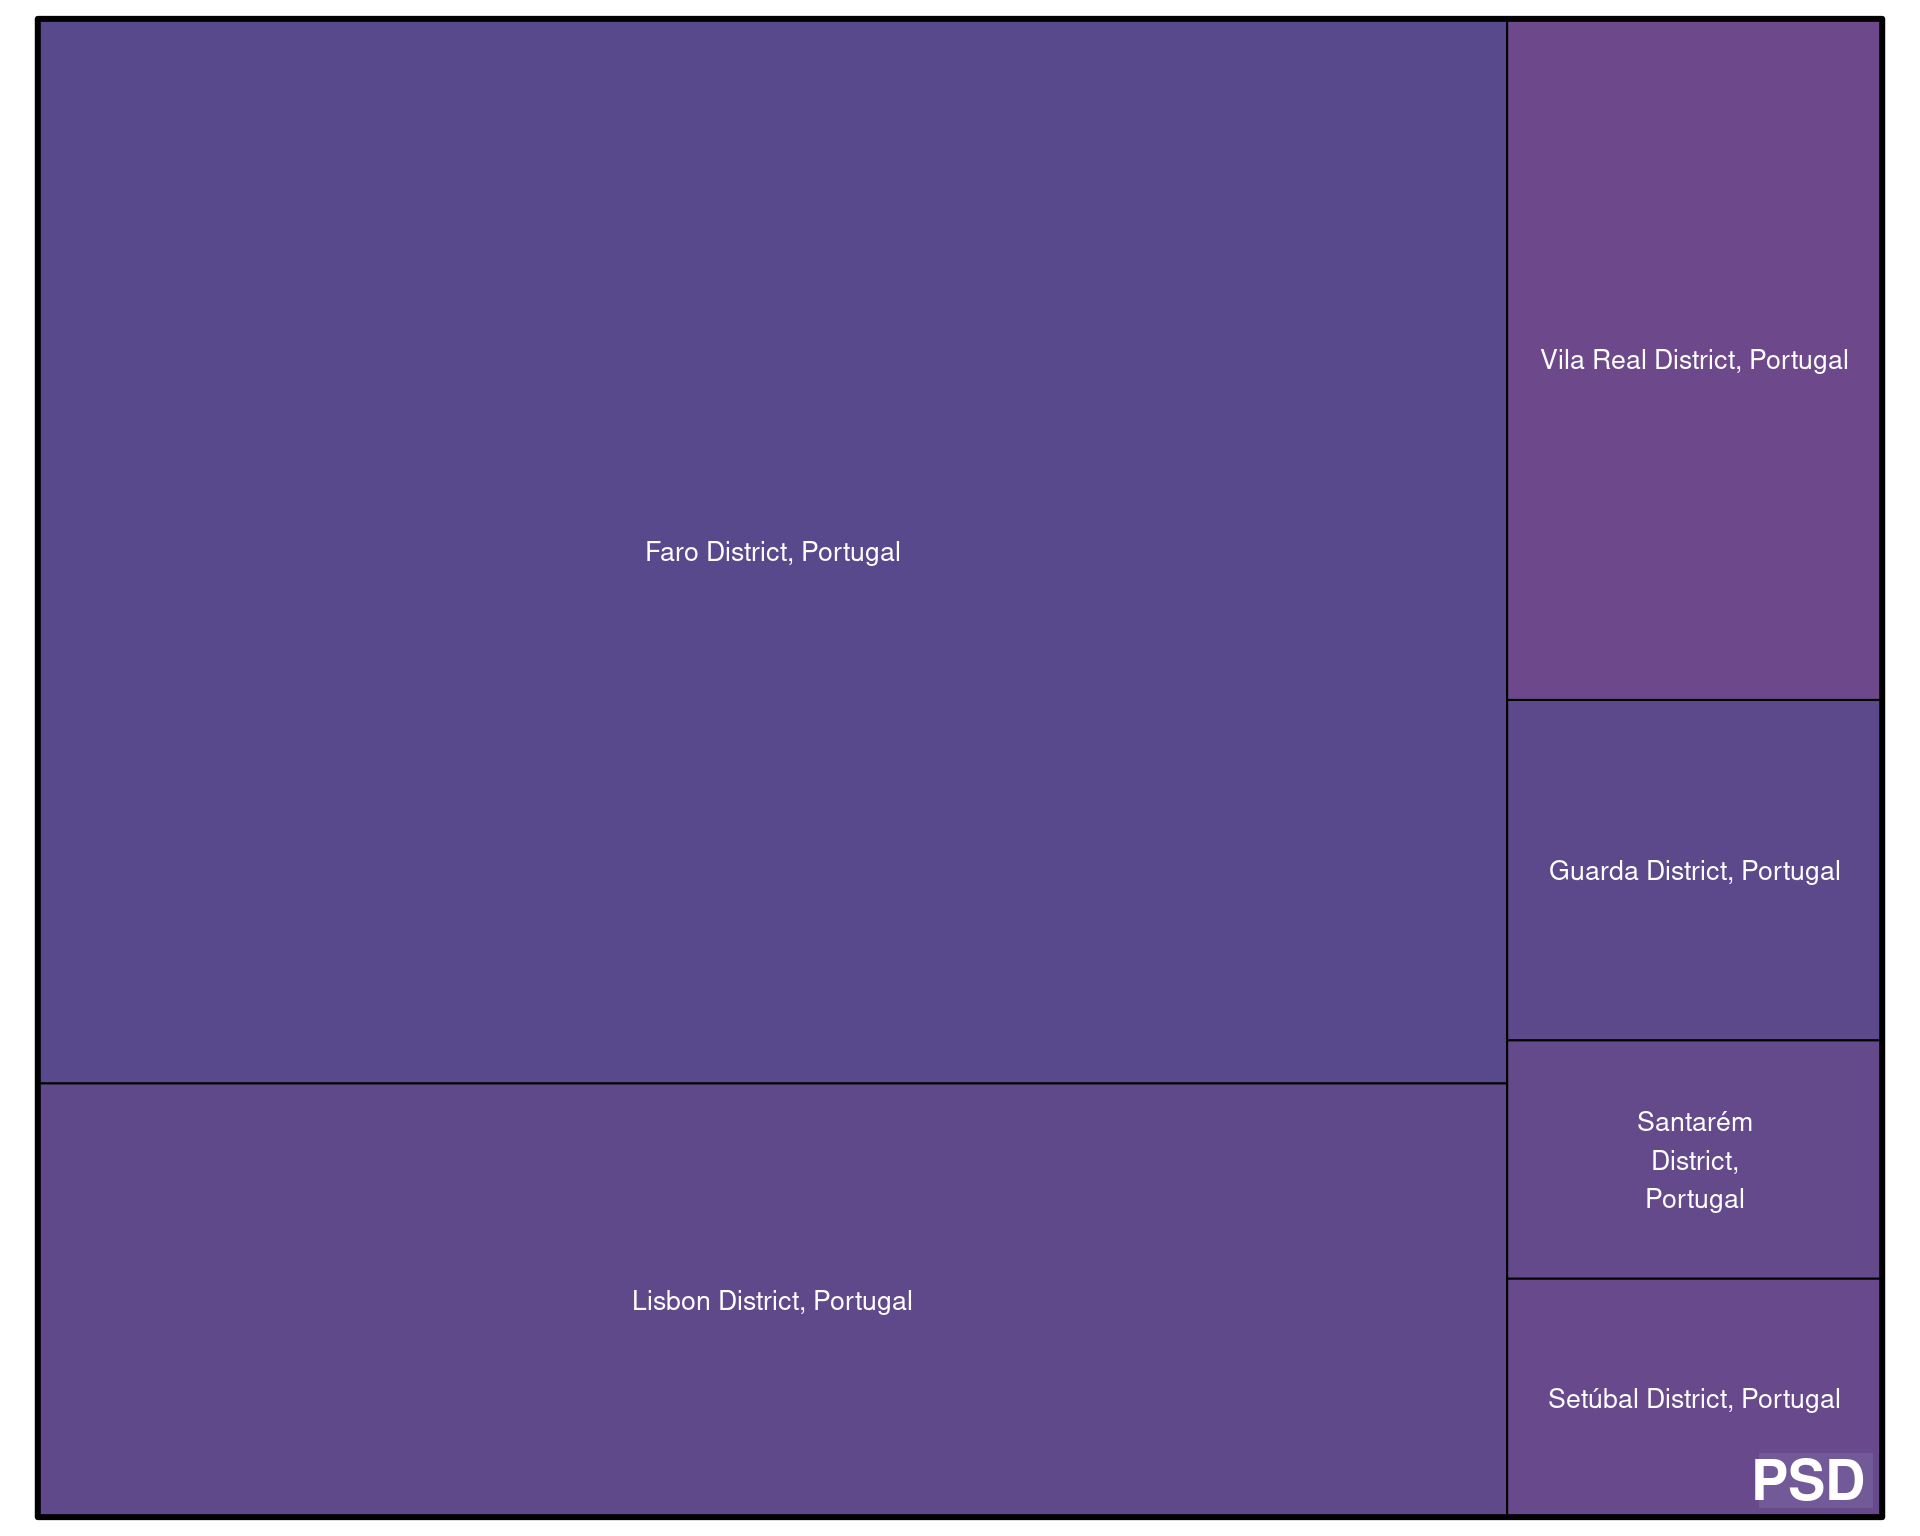 Faro District, Portugal
Lisbon District, Portugal
Vila Real District, Portugal
Guarda District, Portugal
Santarém
District,
Portugal
Setúbal District, Portugal
PSD